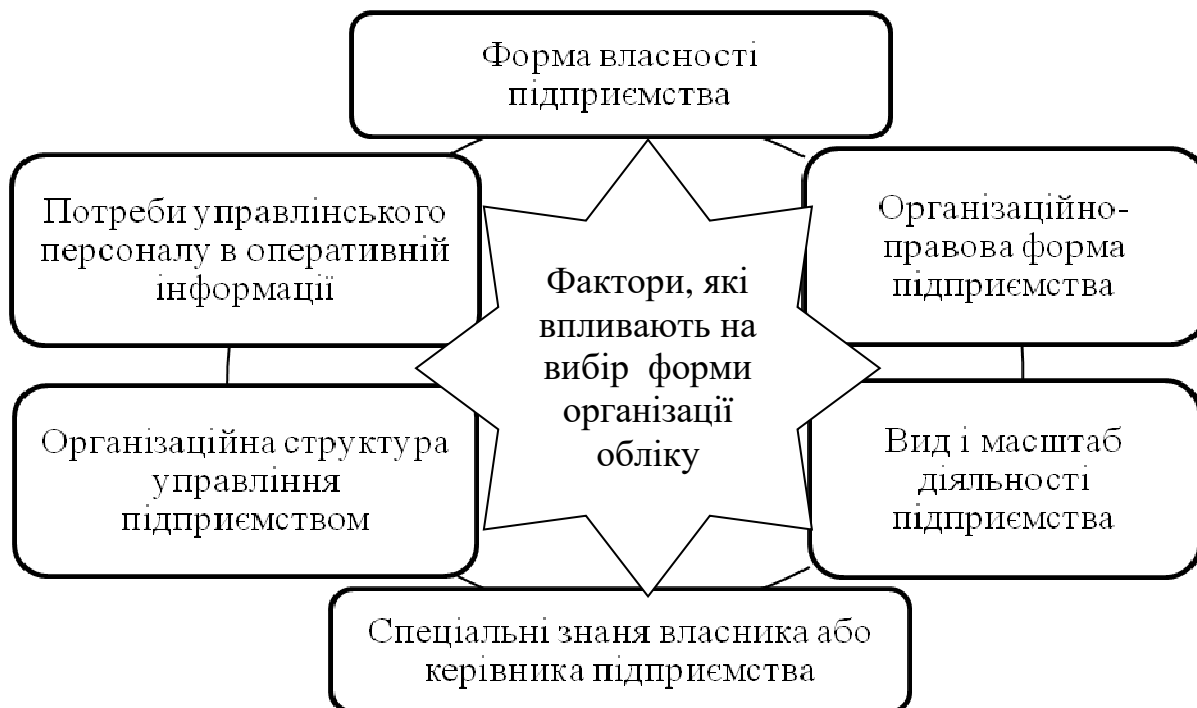 Форма власності
підприємства
Потреби управлінського
персоналу в оперативній
інформації
Організаційно-
правова форма
підприємства
Фактори, які
впливають на
вибір форми
організації
обліку
Організаційна структура
управління
підприємством
Вид і масштаб
діяльності
підприємства
Спеціальні знаня власника або
керівника підприємства